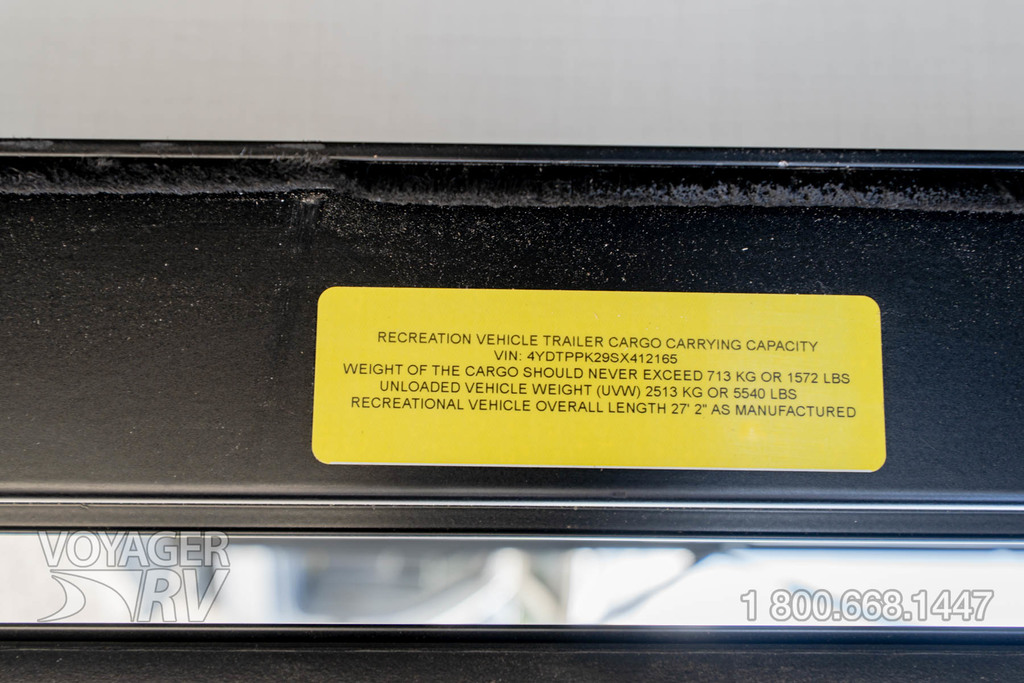 RECREATION VEHICLE TRAILER CARGO CARRYING CAPACITY
VIN: 4YDTPPK29SX412165
WEIGHT OF THE CARGO SHOULD NEVER EXCEED 713 KG OR 1572 LBS
UNLOADED VEHICLE WEIGHT (UVW) 2513 KG OR 5540 LBS
RECREATIONAL VEHICLE OVERALL LENGTH 27' 2" AS MANUFACTURED
VOYAGER
RV
1 800.668.1447